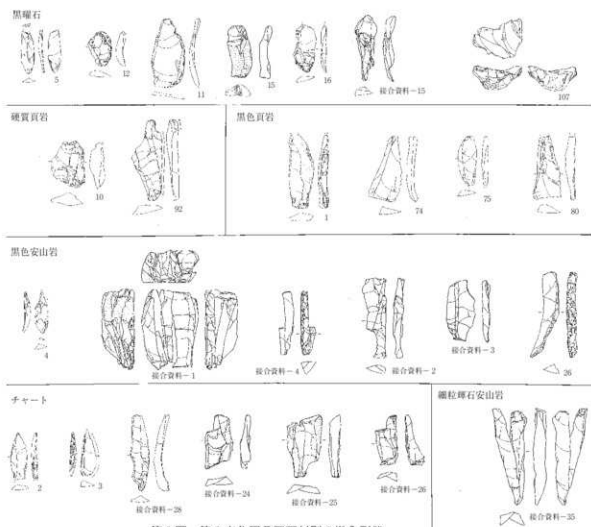 黒曜石
5
12
11
15
16
接合資料-15
107
硬質頁岩
10
92
黒色頁岩
1
74
75
80
黒色安山岩
4
接合資料-1
接合資料-4
接合資料-2
接合資料-3
26
チャート
2
3
接合資料-28
接合資料-24
接合資料-25
接合資料-26
細粒輝石安山岩
接合資料-35